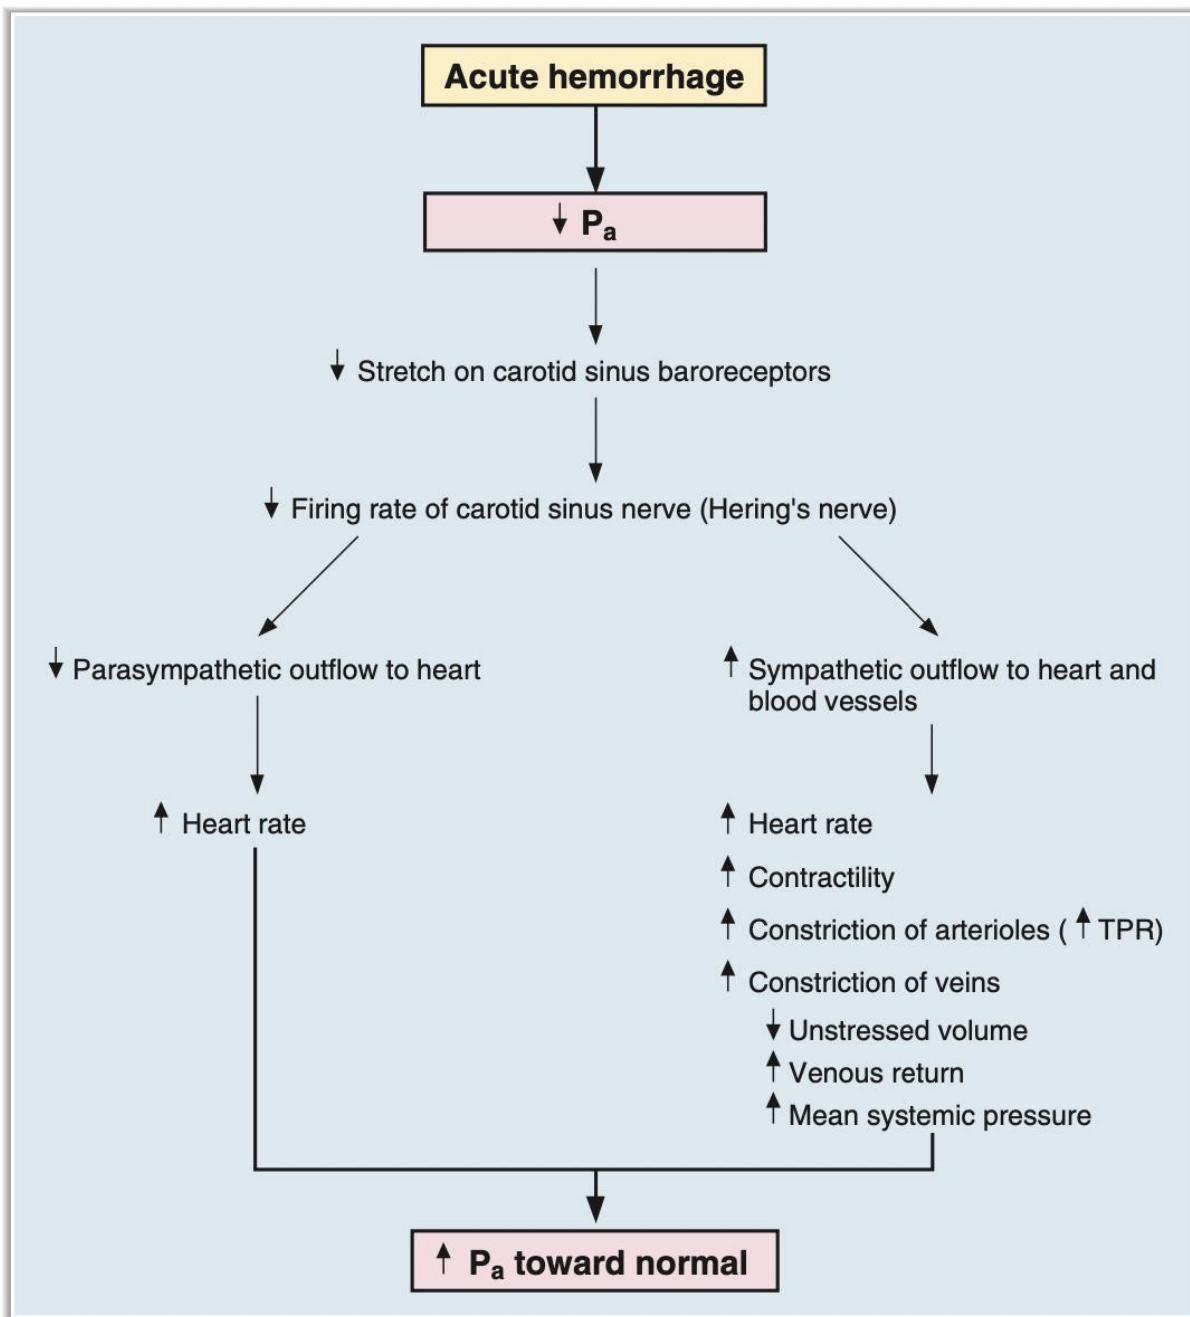 Acute hemorrhage
↓ Pa
↓ Stretch on carotid sinus baroreceptors
↓ Firing rate of carotid sinus nerve (Hering's nerve)
↓ Parasympathetic outflow to heart
↑ Heart rate
↑ Sympathetic outflow to heart and
blood vessels
↑ Heart rate
↑ Contractility
↑ Constriction of arterioles ( ↑ TPR)
↑ Constriction of veins
↓ Unstressed volume
↑ Venous return
↑ Mean systemic pressure
↑ Pa toward normal